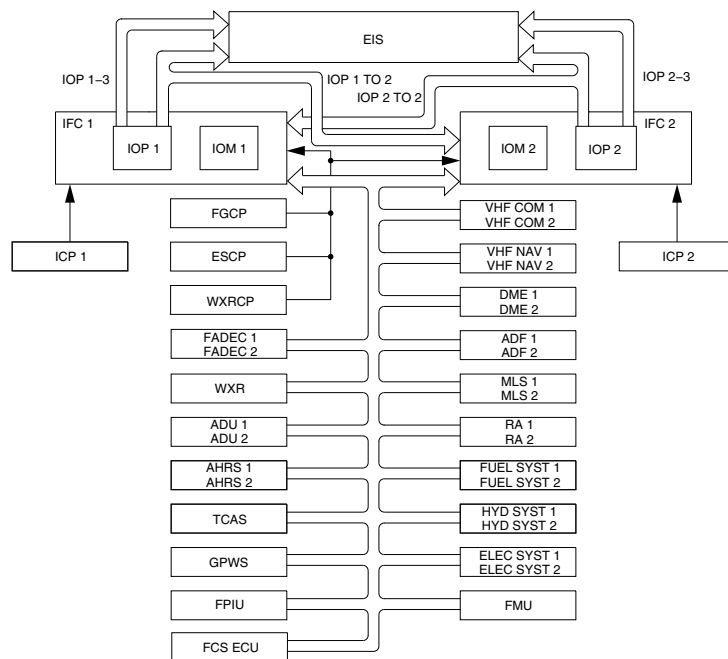 EIS
IOP 1–3
IOP 1 TO 2
IOP 2 TO 2
IOP 2–3
IFC 1
IOP 1
IOM 1
IFC 2
IOM 2
IOP 2
ICP 1
ICP 2
FGCP
ESCP
WXRCP
FADEC 1
FADEC 2
WXR
ADU 1
ADU 2
AHRS 1
AHRS 2
TCAS
GPWS
FPIU
FCS ECU
VHF COM 1
VHF COM 2
VHF NAV 1
VHF NAV 2
DME 1
DME 2
ADF 1
ADF 2
MLS 1
MLS 2
RA 1
RA 2
FUEL SYST 1
FUEL SYST 2
HYD SYST 1
HYD SYST 2
ELEC SYST 1
ELEC SYST 2
FMU